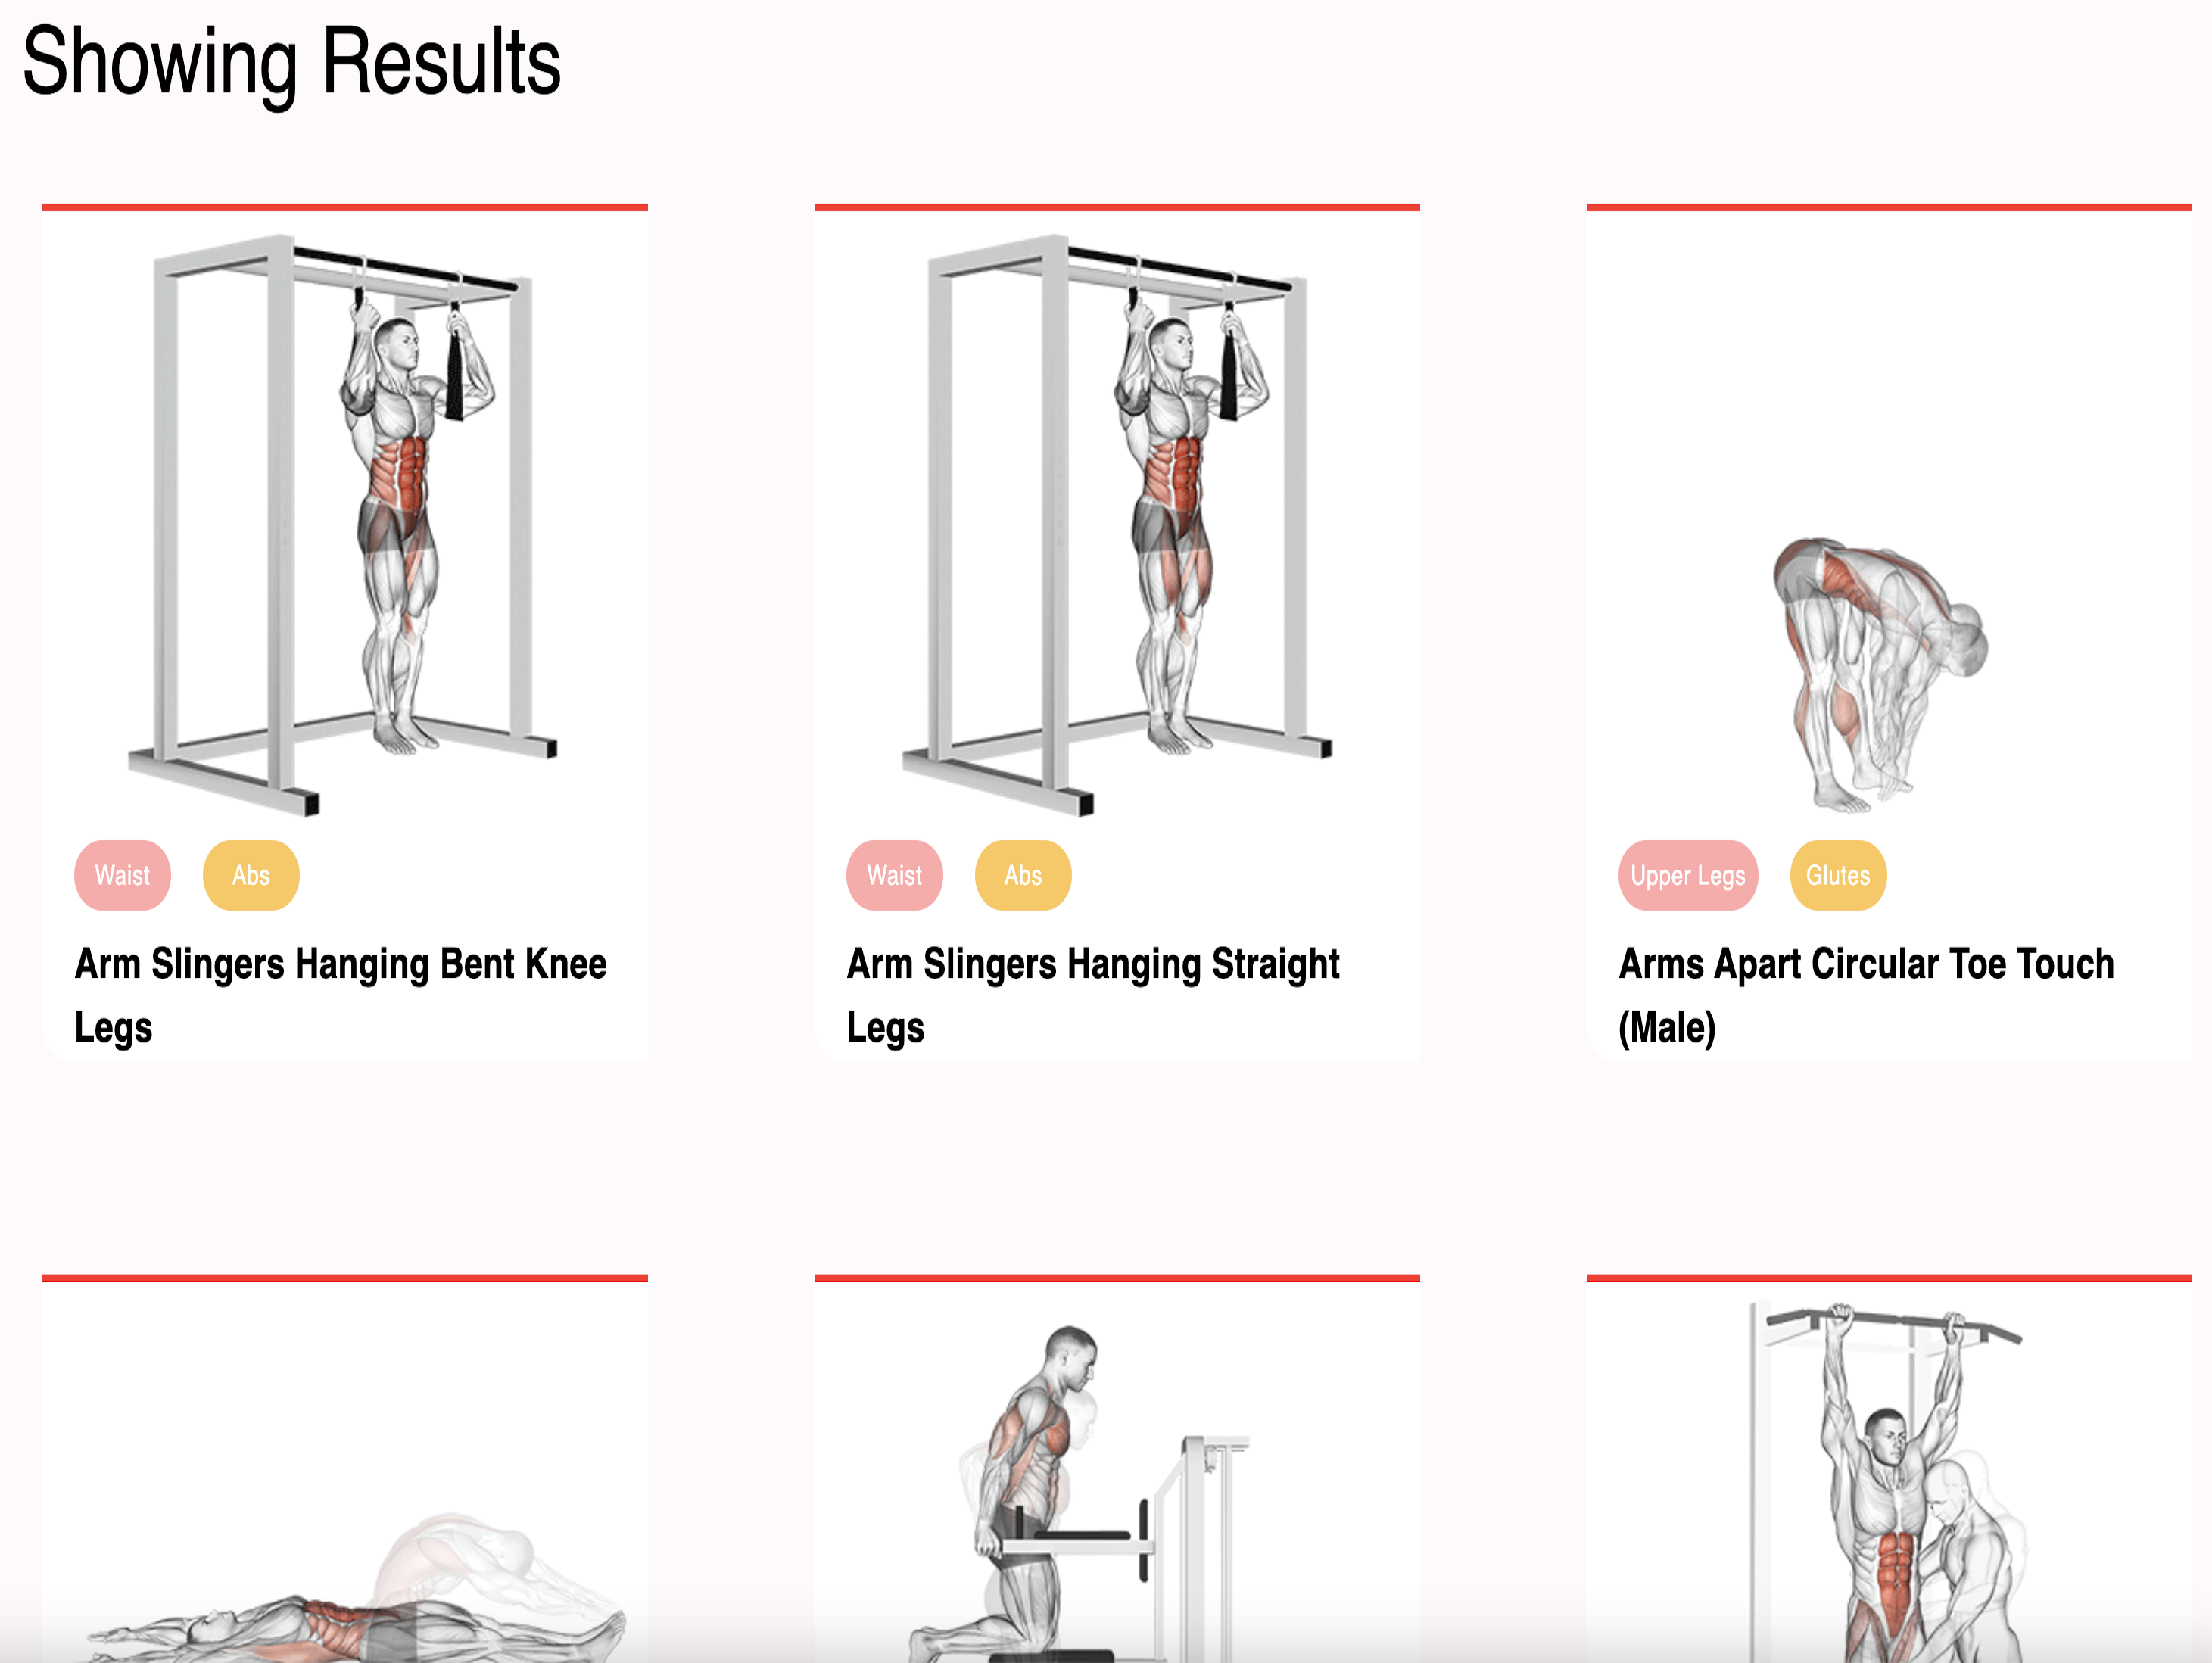 Showing Results
Waist
Abs
Arm Slingers Hanging Bent Knee
Legs
Waist
Abs
Arm Slingers Hanging Straight
Legs
Upper Legs
Glutes
Arms Apart Circular Toe Touch
(Male)